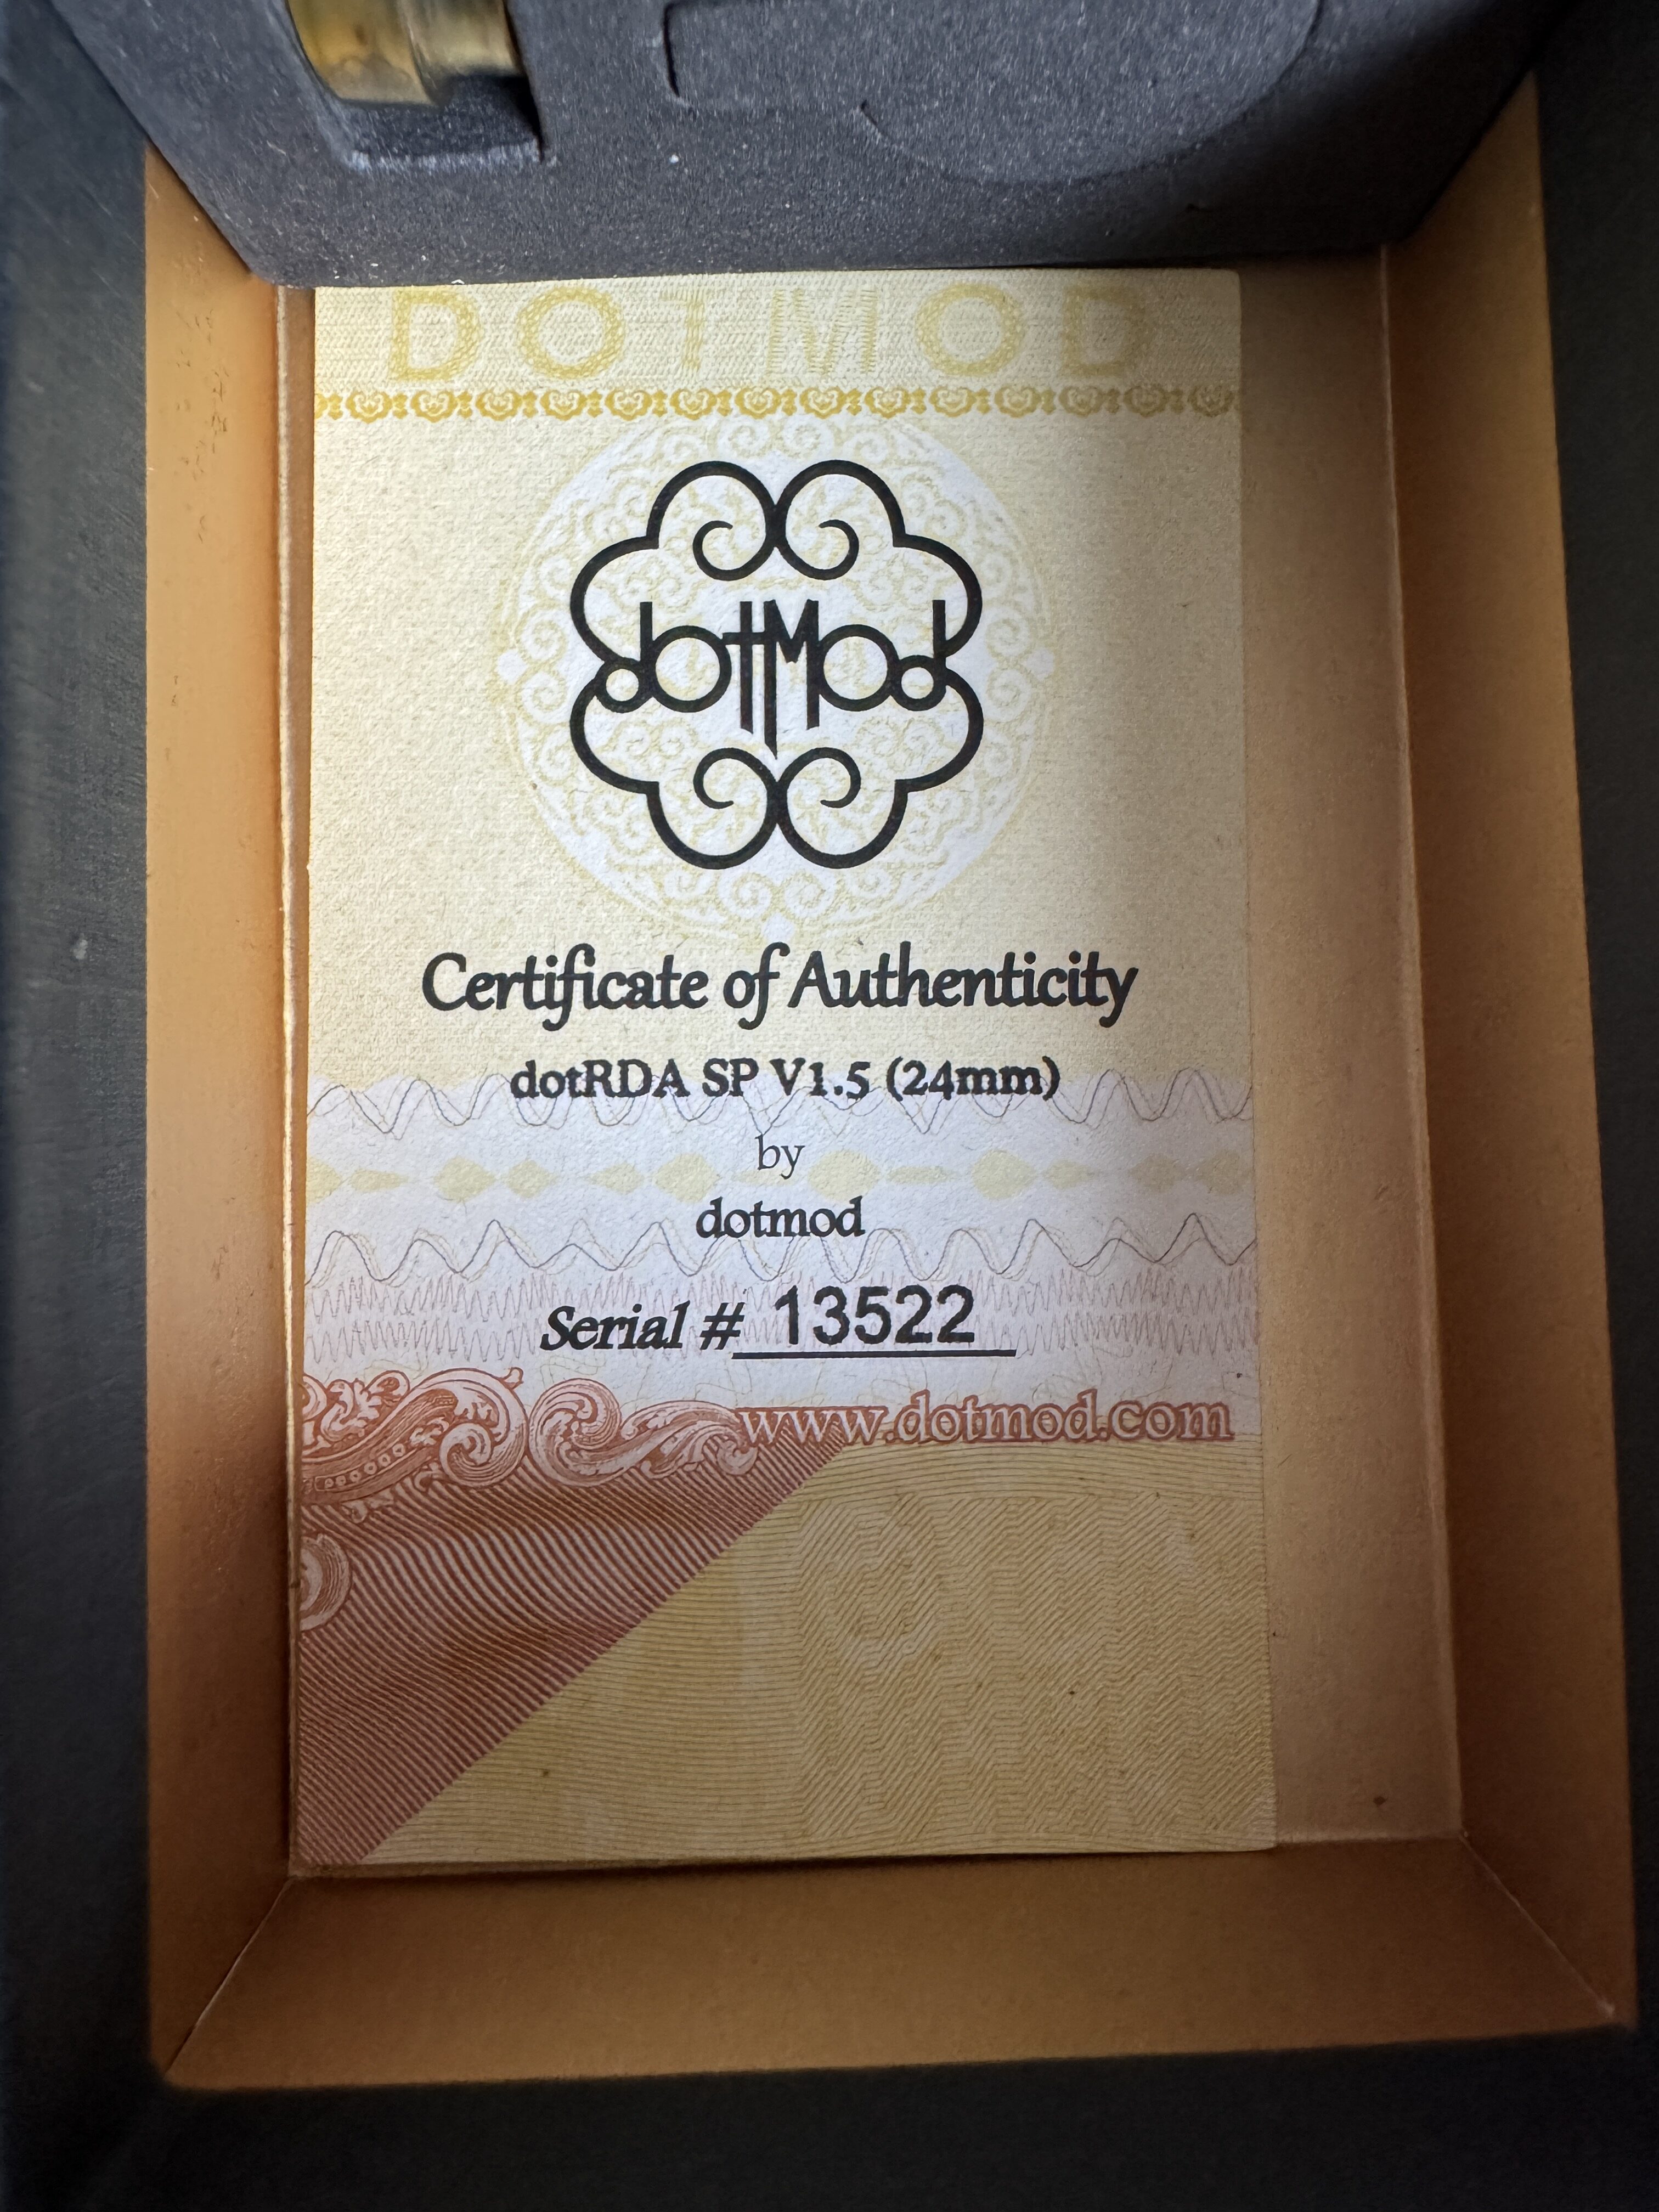 DOTMOD
dotMod
Certificate of Authenticity
dotRDA SP V1.5 (24mm)
by
dotmod
Serial # 13522
www.dotmod.com